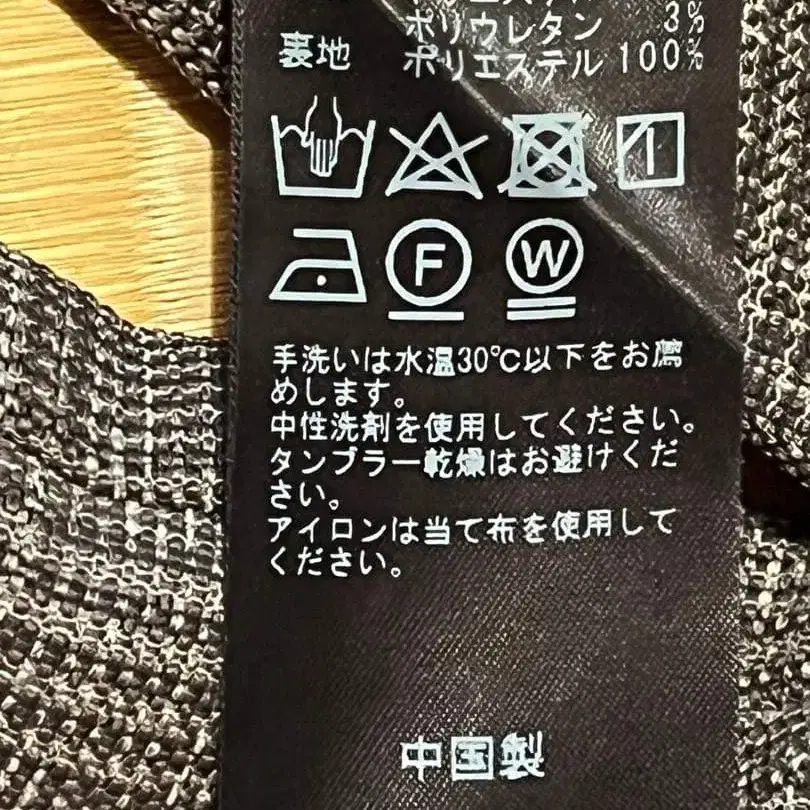 ポリウレタン 3%
裏地 ポリエステル 100%
F W
手洗いは水温30℃以下をお薦
めします。
中性洗剤を使用してください。
タンブラー乾燥はお避けくだ
さい。
アイロンは当て布を使用して
ください。
中国製